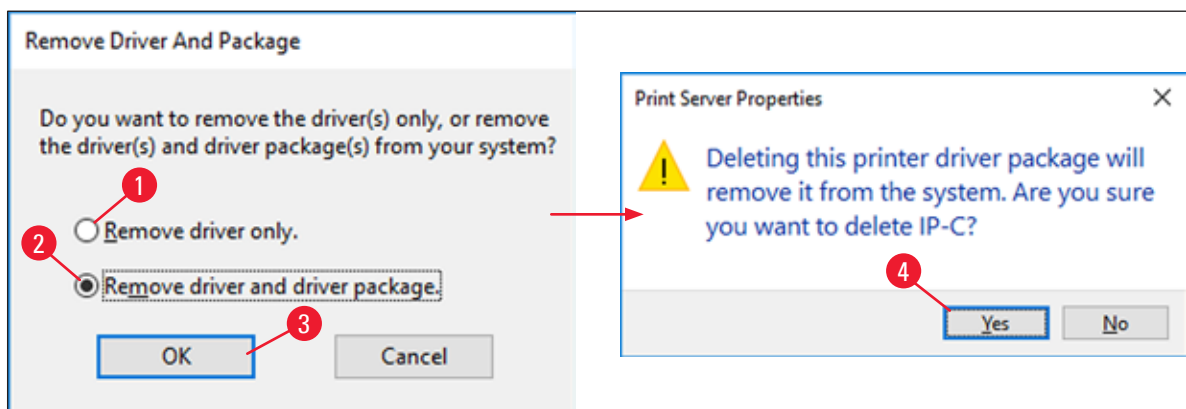 Remove Driver And Package
Do you want to remove the driver(s) only, or remove
the driver(s) and driver package(s) from your system?
1
Remove driver only.
2
Remove driver and driver package.
3
OK
Cancel
Print Server Properties
Deleting this printer driver package will
remove it from the system. Are you sure
you want to delete IP-C?
4
Yes
No